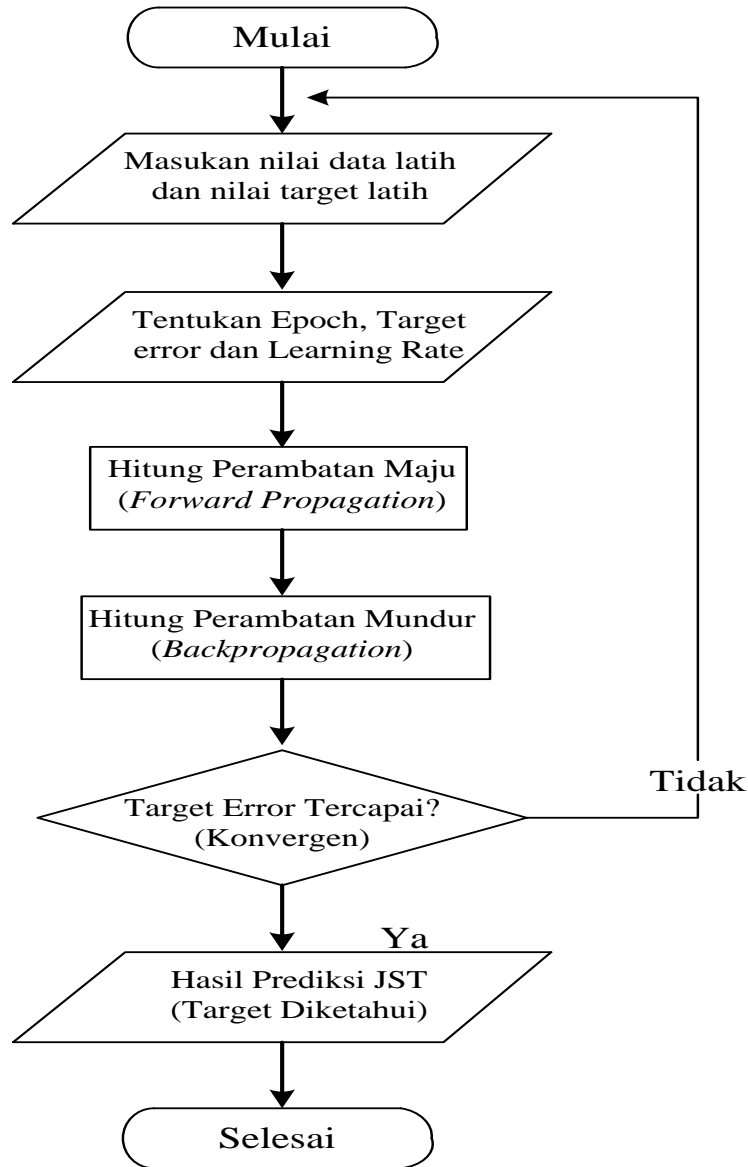 Mulai
Masukan nilai data latih
dan nilai target latih
Tentukan Epoch, Target
error dan Learning Rate
Hitung Perambatan Maju
(Forward Propagation)
Hitung Perambatan Mundur
(Backpropagation)
Target Error Tercapai?
(Konvergen)
Tidak
Ya
Hasil Prediksi JST
(Target Diketahui)
Selesai